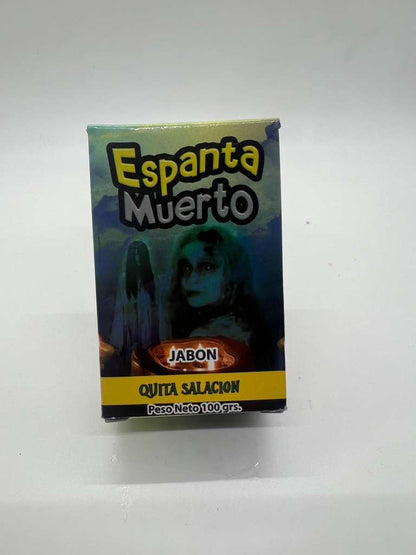 Espanta
Muerto
JABON
QUITA SALACION
Peso Neto 100 grs.